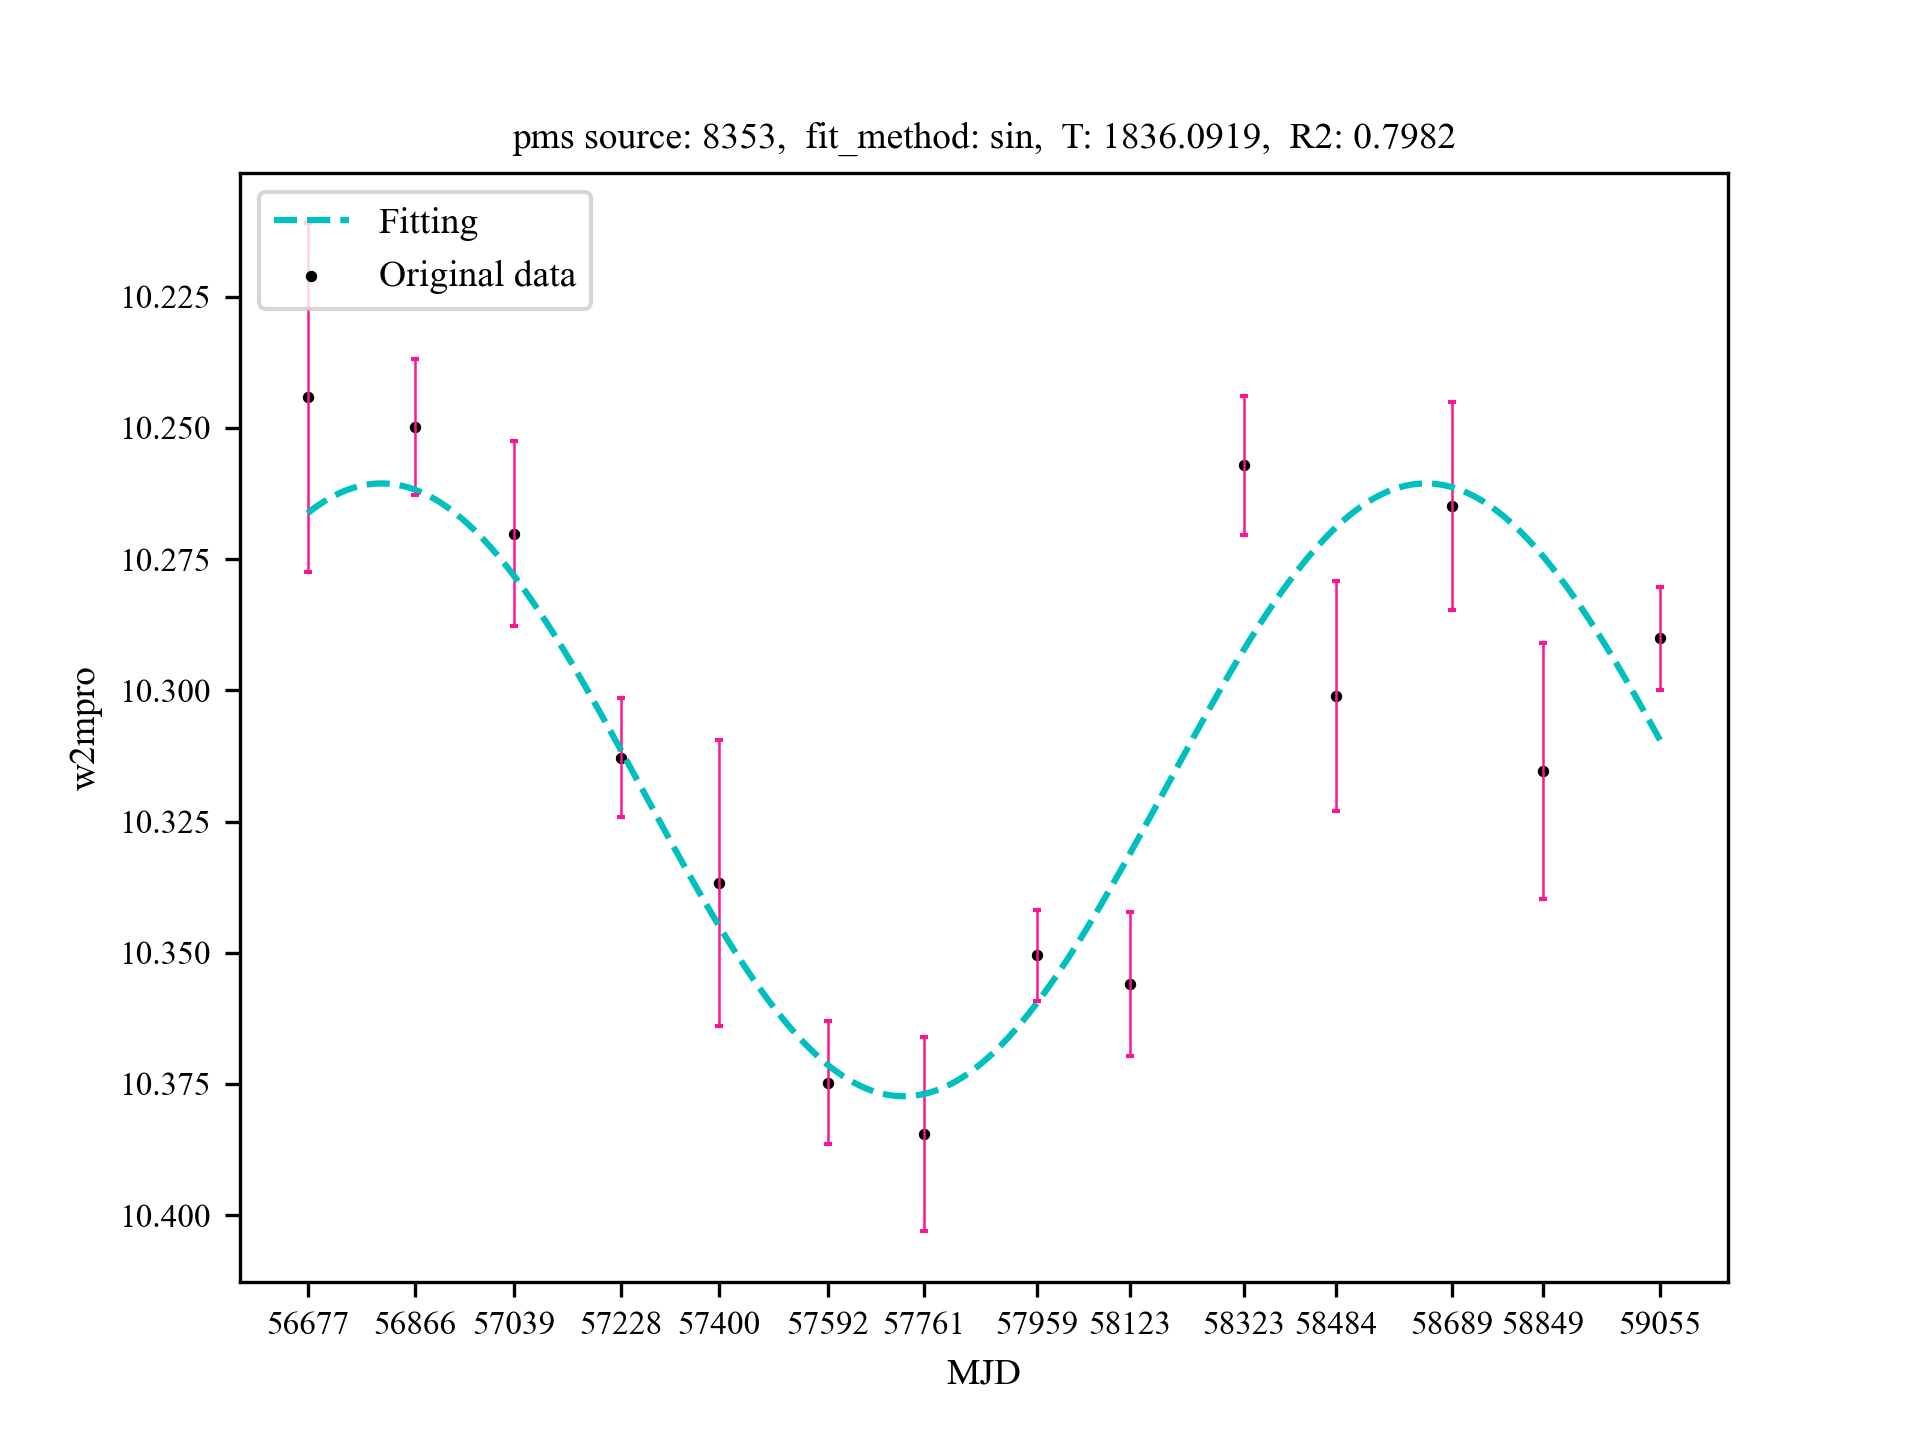 pms source: 8353,  fit_method: sin,  T: 1836.0919,  R2: 0.7982
Fitting
Original data
10.225
10.250
10.275
10.300
10.325
10.350
10.375
10.400
w2mpro
56677 56866 57039 57228 57400 57592 57761 57959 58123 58323 58484 58689 58849 59055
MJD